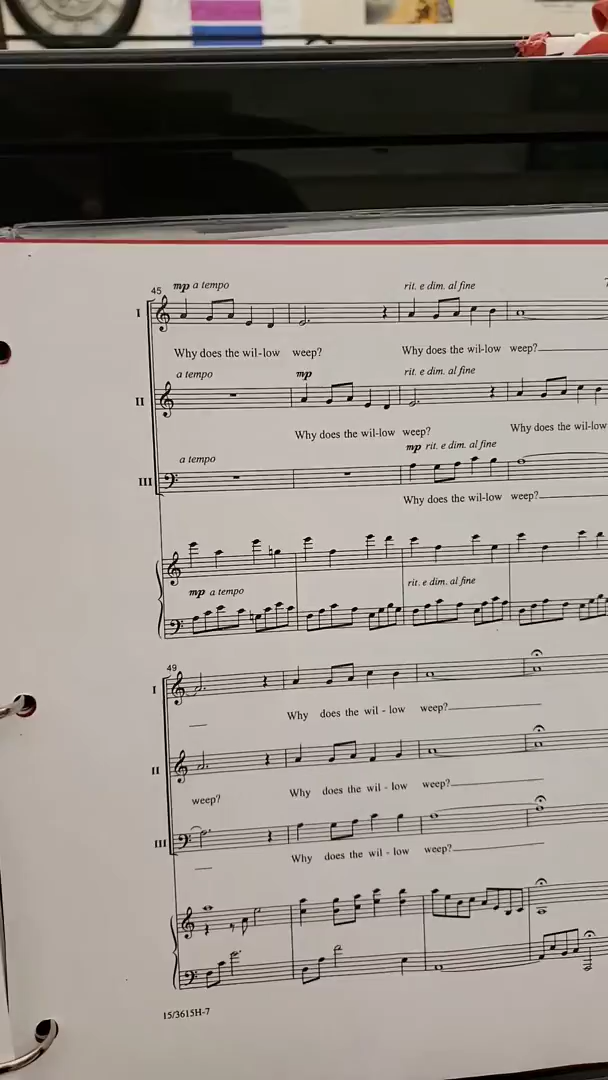 45 mp a tempo rit. e dim. al fine 7
I
Why does the wil-low weep? Why does the wil-low weep?
a tempo mp rit. e dim. al fine
II
Why does the wil-low weep? Why does the wil-low
a tempo mp rit. e dim. al fine
III
Why does the wil-low weep?
mp a tempo rit. e dim. al fine
49
I
Why does the wil - low weep?
II
weep? Why does the wil - low weep?
III
Why does the wil - low weep?
15/3615H-7